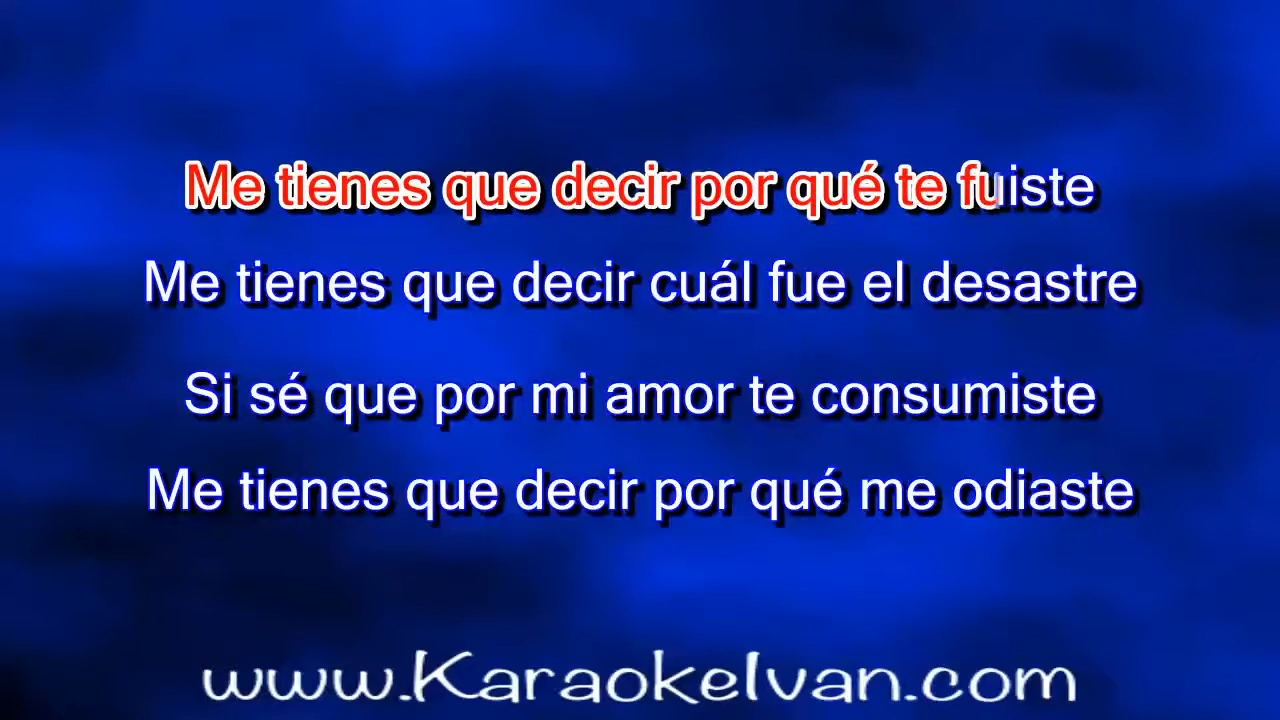 Me tienes que decir por qué te fuiste
Me tienes que decir cuál fue el desastre
Si sé que por mi amor te consumiste
Me tienes que decir por qué me odiaste
www.KaraokeIvan.com